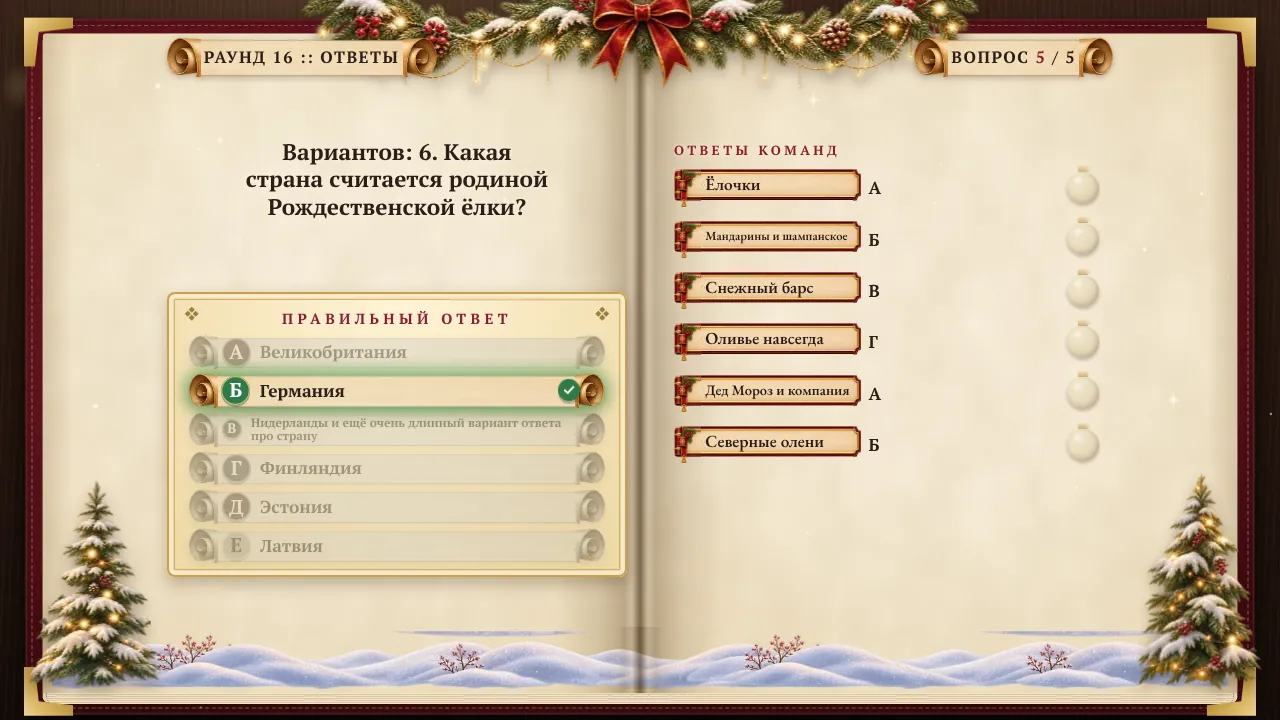 РАУНД 16 :: ОТВЕТЫ
ВОПРОС 5 / 5
Вариантов: 6. Какая
страна считается родиной
Рождественской ёлки?
ПРАВИЛЬНЫЙ ОТВЕТ
А Великобритания
Б Германия
В Нидерланды и ещё очень длинный вариант ответа
про страну
Г Финляндия
Д Эстония
Е Латвия
ОТВЕТЫ КОМАНД
Ёлочки А
Мандарины и шампанское Б
Снежный барс В
Оливье навсегда Г
Дед Мороз и компания А
Северные олени Б